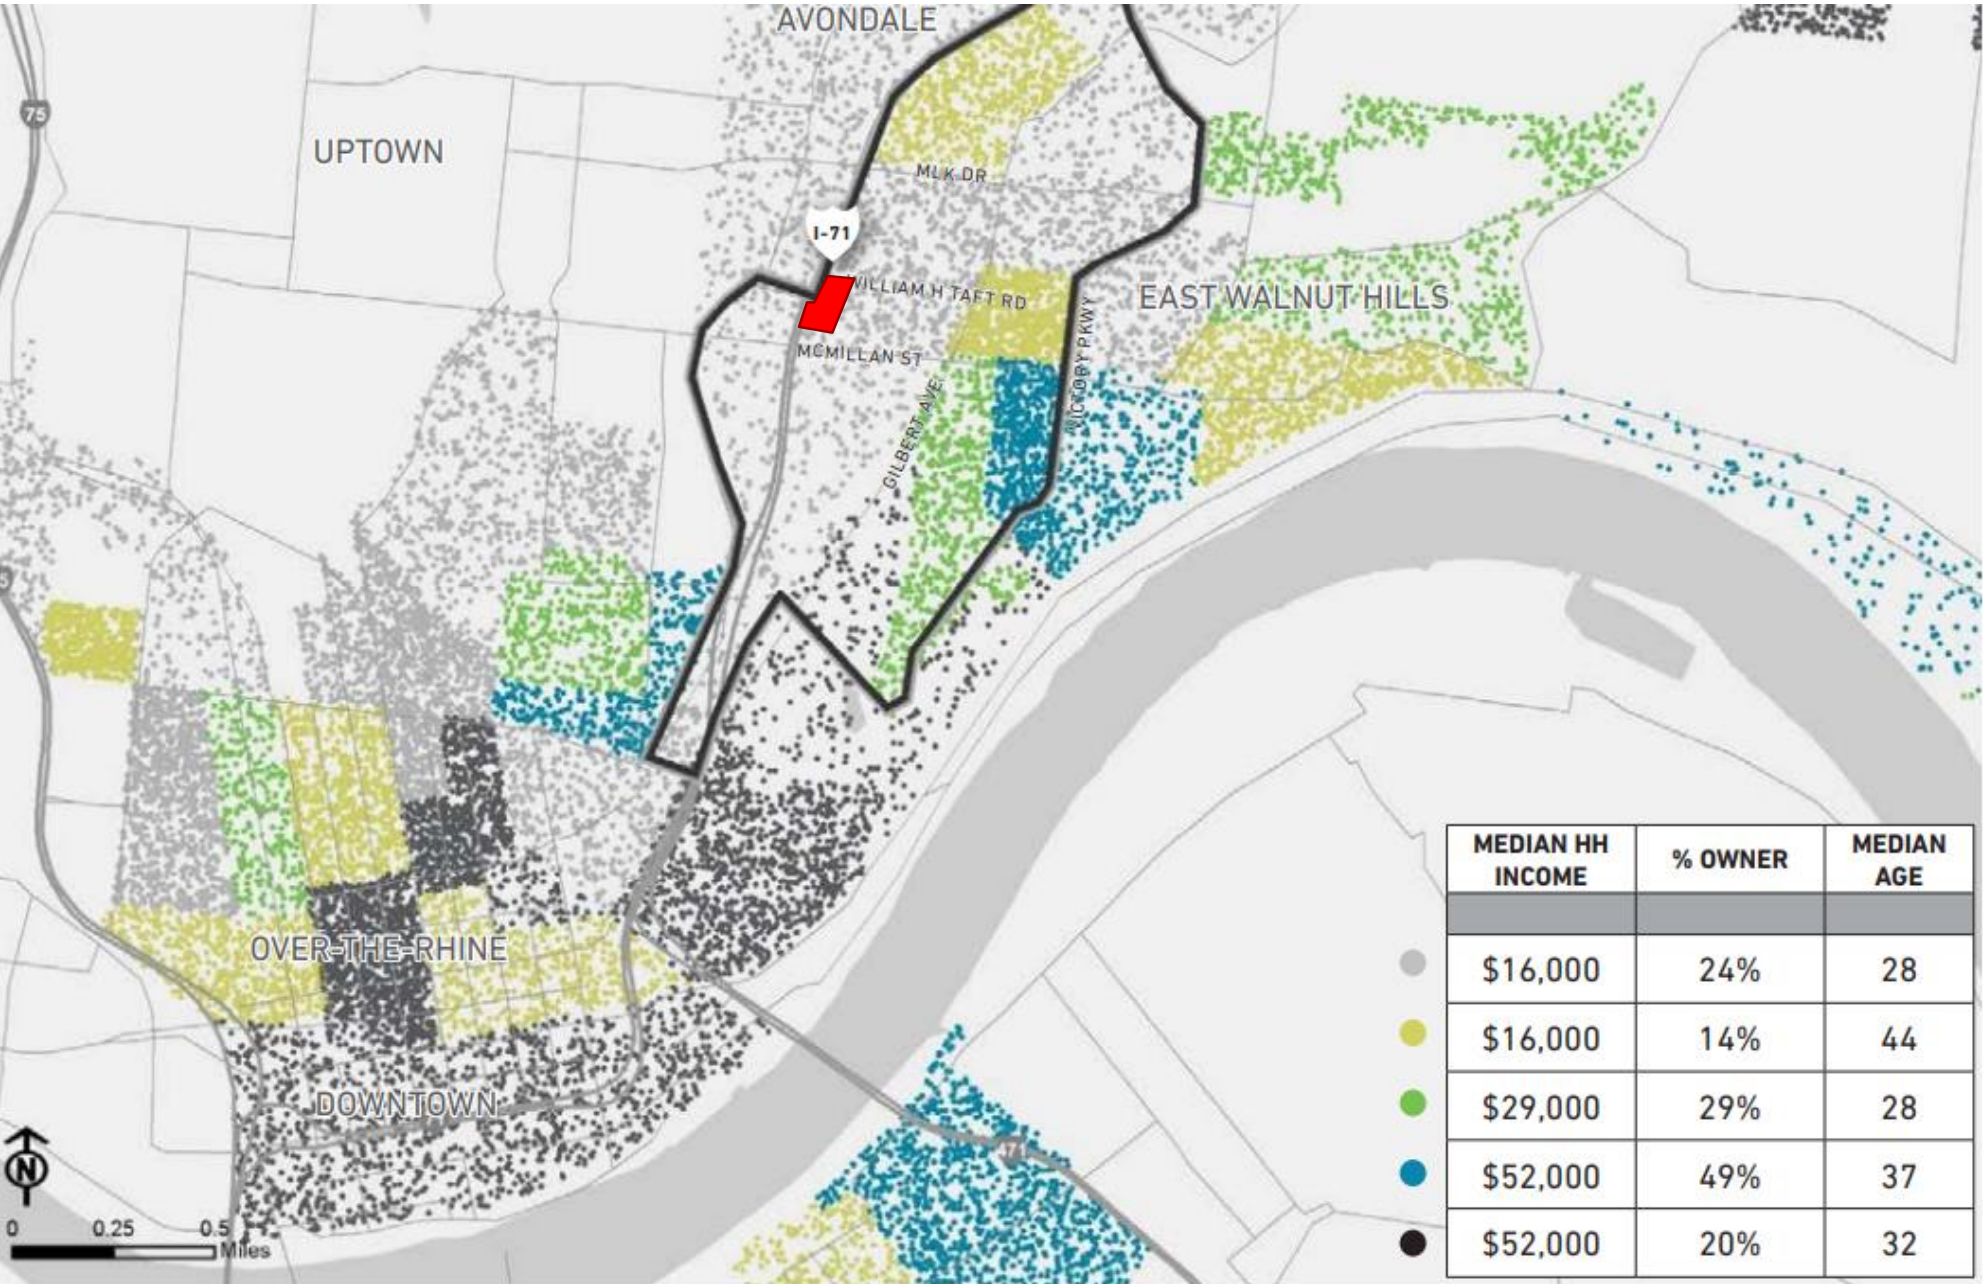 AVONDALE
75
UPTOWN
MLK DR
I-71
WILLIAM H TAFT RD
EAST WALNUT HILLS
MCMILLAN ST
VICTORY PKWY
GILBERT AVE
OVER-THE-RHINE
DOWNTOWN
471
N
0 0.25 0.5
Miles
MEDIAN HH INCOME % OWNER MEDIAN AGE
$16,000 24% 28
$16,000 14% 44
$29,000 29% 28
$52,000 49% 37
$52,000 20% 32